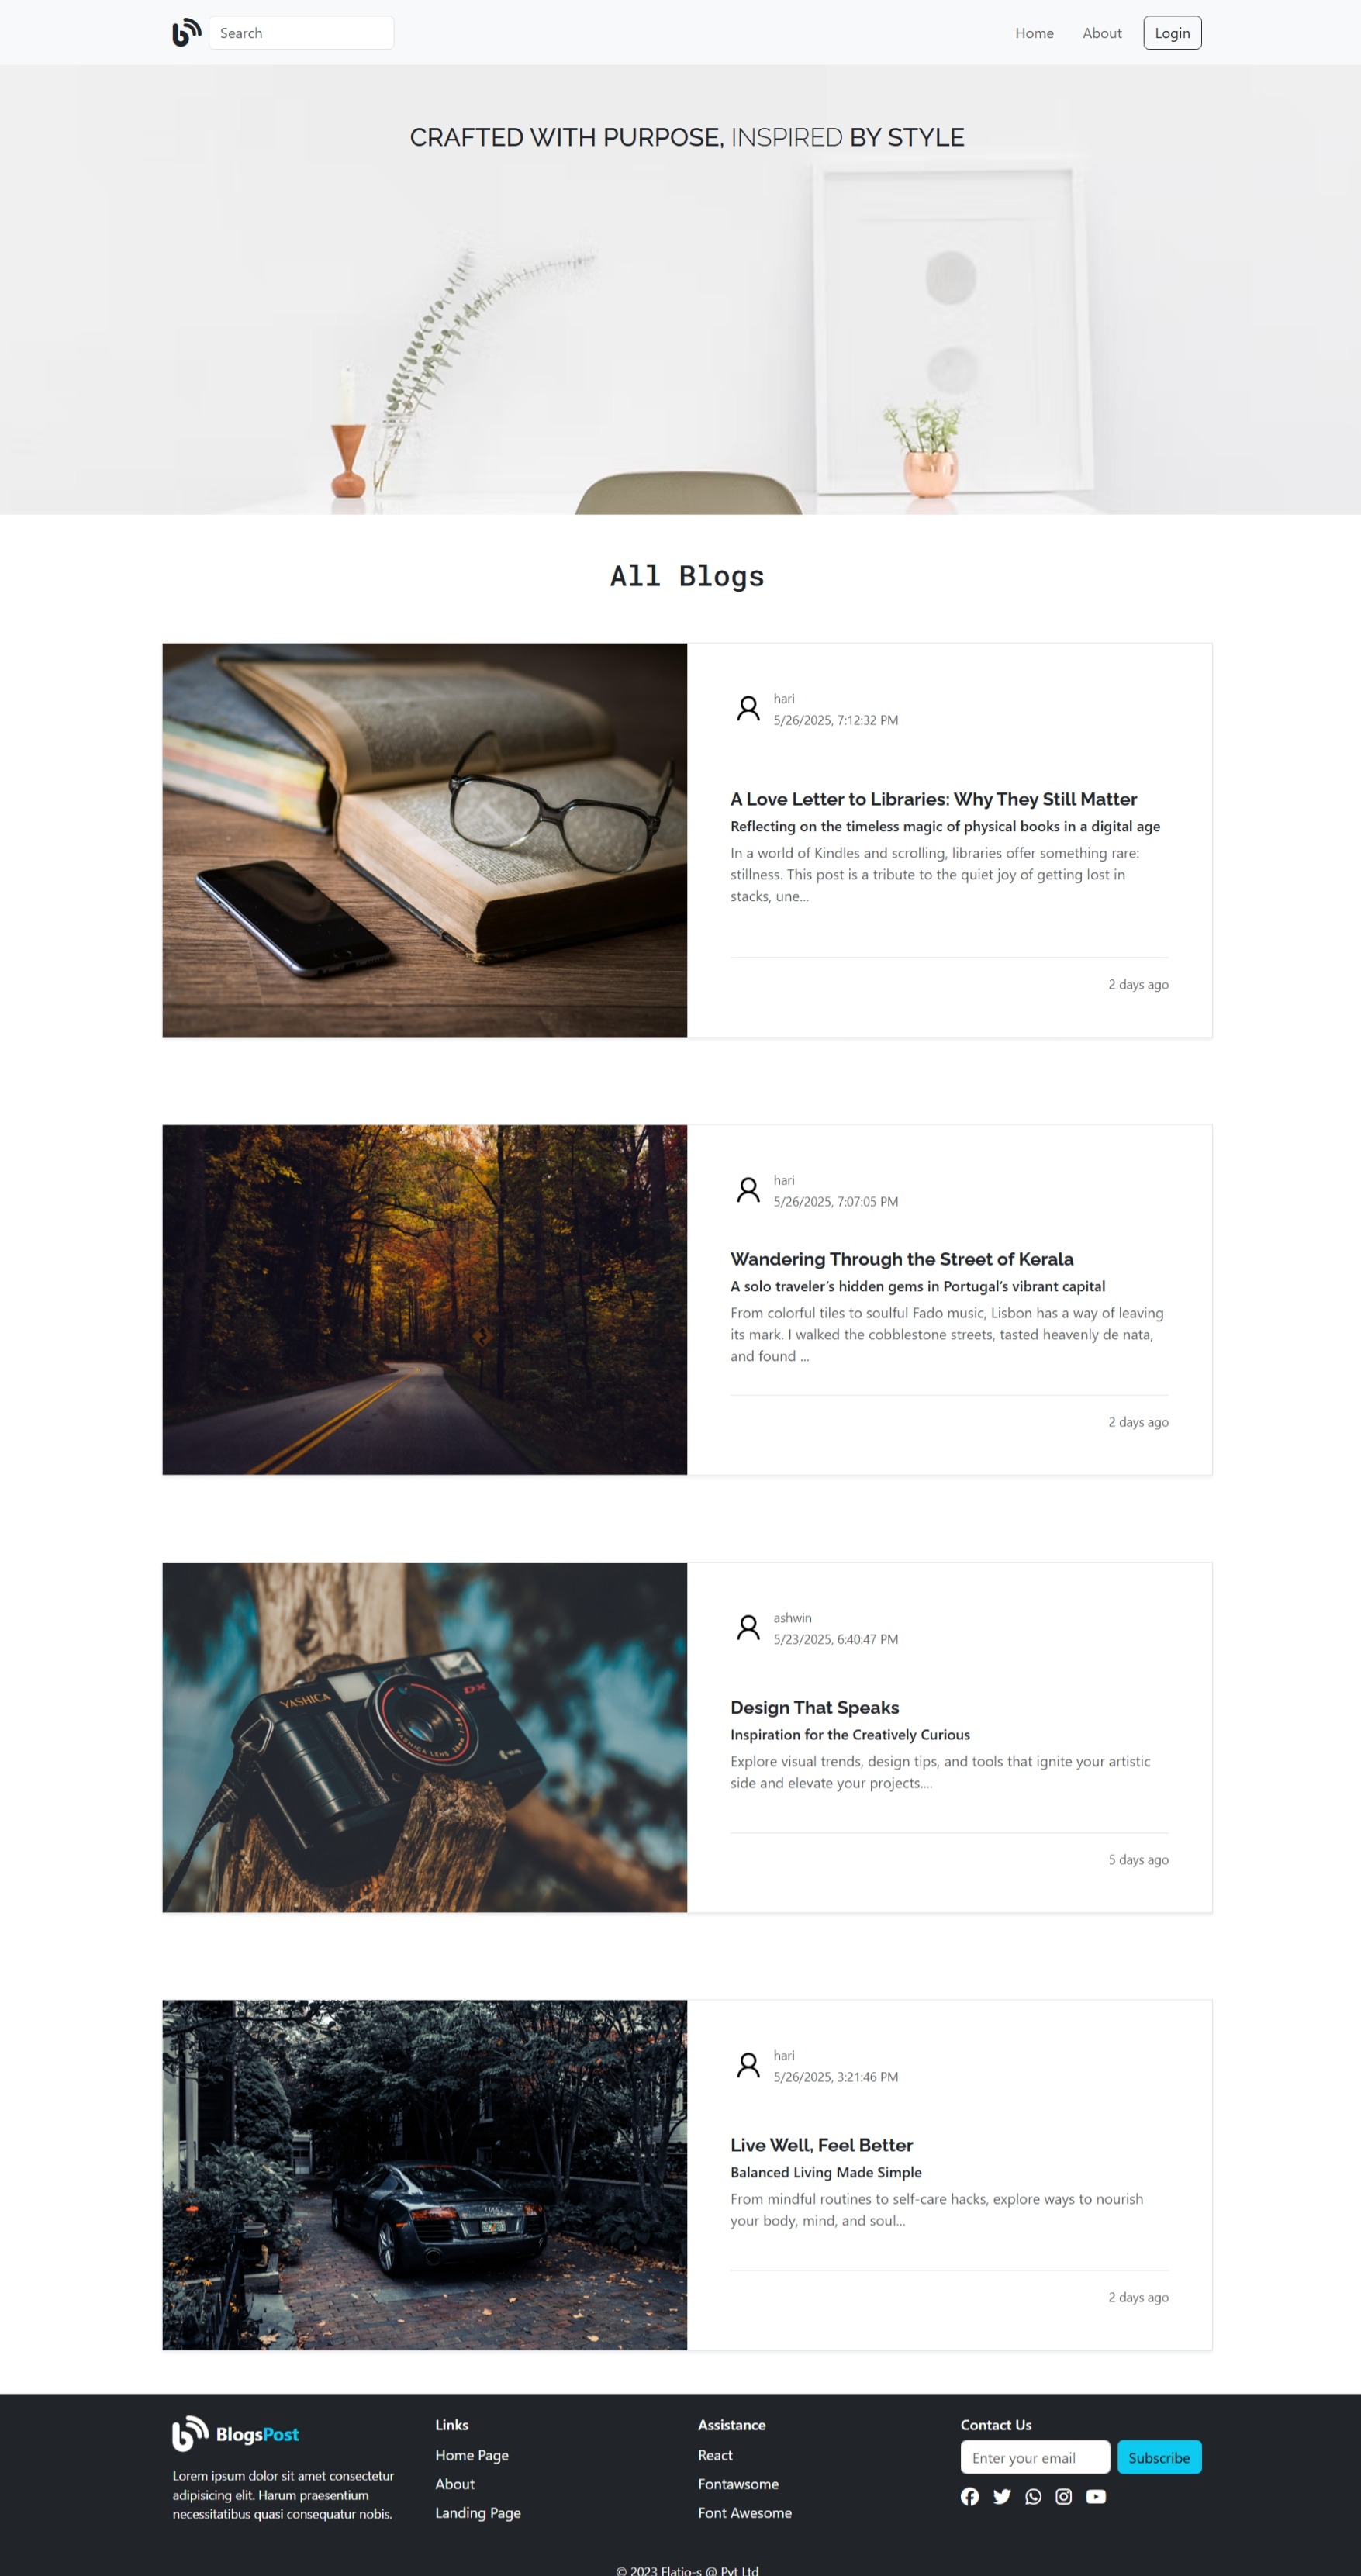 Search
Home
About
Login
CRAFTED WITH PURPOSE, INSPIRED BY STYLE
All Blogs
hari
5/26/2025, 7:12:32 PM
A Love Letter to Libraries: Why They Still Matter
Reflecting on the timeless magic of physical books in a digital age
In a world of Kindles and scrolling, libraries offer something rare:
stillness. This post is a tribute to the quiet joy of getting lost in
stacks, une...
2 days ago
hari
5/26/2025, 7:07:05 PM
Wandering Through the Street of Kerala
A solo traveler's hidden gems in Portugal's vibrant capital
From colorful tiles to soulful Fado music, Lisbon has a way of leaving
its mark. I walked the cobblestone streets, tasted heavenly de nata,
and found ...
2 days ago
YASHICA
DX
YASHICA LENS
ashwin
5/23/2025, 6:40:47 PM
Design That Speaks
Inspiration for the Creatively Curious
Explore visual trends, design tips, and tools that ignite your artistic
side and elevate your projects....
5 days ago
hari
5/26/2025, 3:21:46 PM
Live Well, Feel Better
Balanced Living Made Simple
From mindful routines to self-care hacks, explore ways to nourish
your body, mind, and soul...
2 days ago
BlogsPost
Lorem ipsum dolor sit amet consectetur
adipisicing elit. Harum praesentium
necessitatibus quasi consequatur nobis.
Links
Home Page
About
Landing Page
Assistance
React
Fontawsome
Font Awesome
Contact Us
Enter your email
Subscribe
© 2023 Flatio-s @ Pvt Ltd